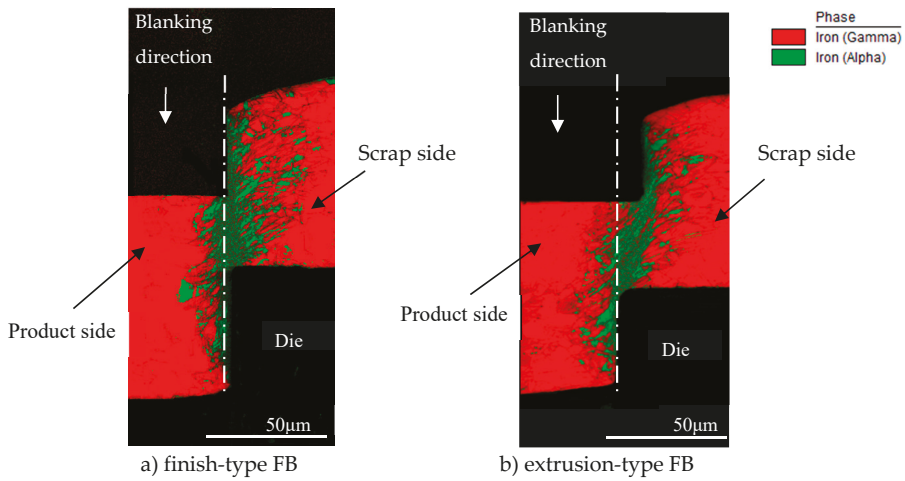 Blanking
direction
Scrap side
Product side
Die
50μm
a) finish-type FB
Blanking
direction
Scrap side
Product side
Die
50μm
b) extrusion-type FB
Phase
Iron (Gamma)
Iron (Alpha)